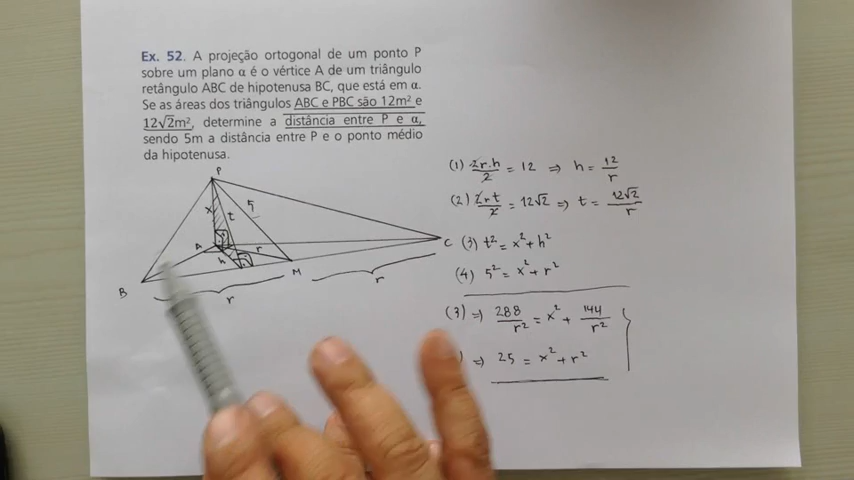 Ex. 52. A projeção ortogonal de um ponto P
sobre um plano α é o vértice A de um triângulo
retângulo ABC de hipotenusa BC, que está em α.
Se as áreas dos triângulos ABC e PBC são 12m² e
12√2m², determine a distância entre P e α,
sendo 5m a distância entre P e o ponto médio
da hipotenusa.
P
x
t
5
A
h
r
C
B
M
r
r
(1) 2r.h/2 = 12 ⇒ h = 12/r
(2) 2rt/2 = 12√2 ⇒ t = 12√2/r
(3) t² = x² + h²
(4) 5² = x² + r²
(3) ⇒ 288/r² = x² + 144/r²
) ⇒ 25 = x² + r²